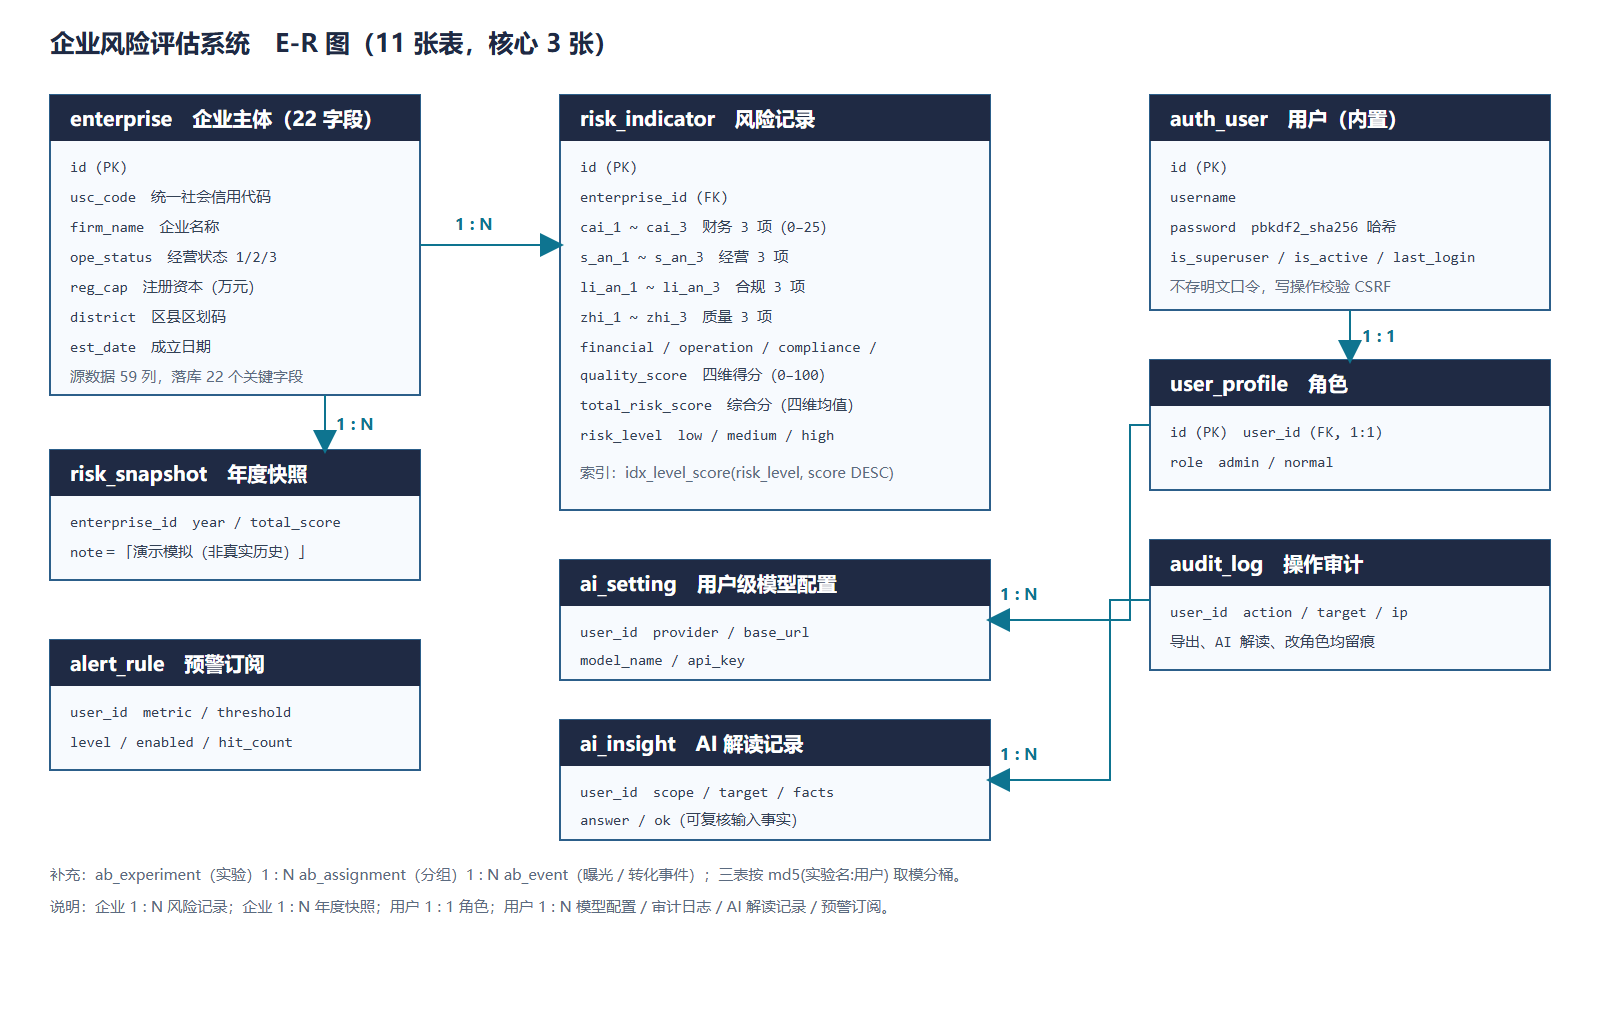 企业风险评估系统 E-R 图（11 张表，核心 3 张）
enterprise 企业主体（22 字段）
id (PK)
usc_code 统一社会信用代码
firm_name 企业名称
ope_status 经营状态 1/2/3
reg_cap 注册资本（万元）
district 区县区划码
est_date 成立日期
源数据 59 列，落库 22 个关键字段
1 : N
1 : N
risk_snapshot 年度快照
enterprise_id year / total_score
note＝「演示模拟（非真实历史）」
alert_rule 预警订阅
user_id metric / threshold
level / enabled / hit_count
risk_indicator 风险记录
id (PK)
enterprise_id (FK)
cai_1 ~ cai_3 财务 3 项（0–25）
s_an_1 ~ s_an_3 经营 3 项
li_an_1 ~ li_an_3 合规 3 项
zhi_1 ~ zhi_3 质量 3 项
financial / operation / compliance /
quality_score 四维得分（0–100）
total_risk_score 综合分（四维均值）
risk_level low / medium / high
索引：idx_level_score(risk_level, score DESC)
ai_setting 用户级模型配置
user_id provider / base_url
model_name / api_key
1 : N
ai_insight AI 解读记录
user_id scope / target / facts
answer / ok（可复核输入事实）
1 : N
auth_user 用户（内置）
id (PK)
username
password pbkdf2_sha256 哈希
is_superuser / is_active / last_login
不存明文口令，写操作校验 CSRF
1 : 1
user_profile 角色
id (PK) user_id (FK, 1:1)
role admin / normal
audit_log 操作审计
user_id action / target / ip
导出、AI 解读、改角色均留痕
补充：ab_experiment（实验）1 : N ab_assignment（分组）1 : N ab_event（曝光 / 转化事件）；三表按 md5(实验名:用户) 取模分桶。
说明：企业 1 : N 风险记录；企业 1 : N 年度快照；用户 1 : 1 角色；用户 1 : N 模型配置 / 审计日志 / AI 解读记录 / 预警订阅。